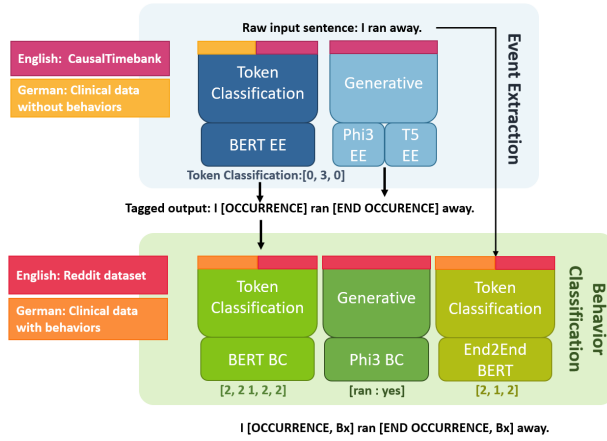 Raw input sentence: I ran away.
English: CausalTimebank
German: Clinical data
without behaviors
Token
Classification
BERT EE
Generative
Phi3
EE
T5
EE
Event Extraction
Token Classification:[0, 3, 0]
Tagged output: I [OCCURRENCE] ran [END OCCURENCE] away.
English: Reddit dataset
German: Clinical data
with behaviors
Token
Classification
BERT BC
Generative
Phi3 BC
Token
Classification
End2End
BERT
Behavior
Classification
[2, 2 1, 2, 2]
[ran : yes]
[2, 1, 2]
I [OCCURRENCE, Bx] ran [END OCCURRENCE, Bx] away.